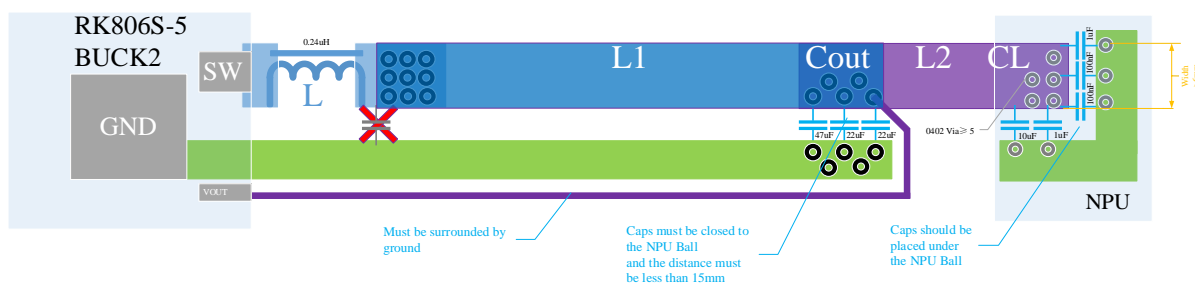 RK806S-5
BUCK2
0.24uH
SW
L
L1
Cout
L2
CL
1uF
100nF
100nF
GND
47uF
22uF
22uF
0402 Via≥ 5
10uF
1uF
VOUT
NPU
Must be surrounded by
ground
Caps must be closed to
the NPU Ball
and the distance must
be less than 15mm
Caps should be
placed under
the NPU Ball
Width